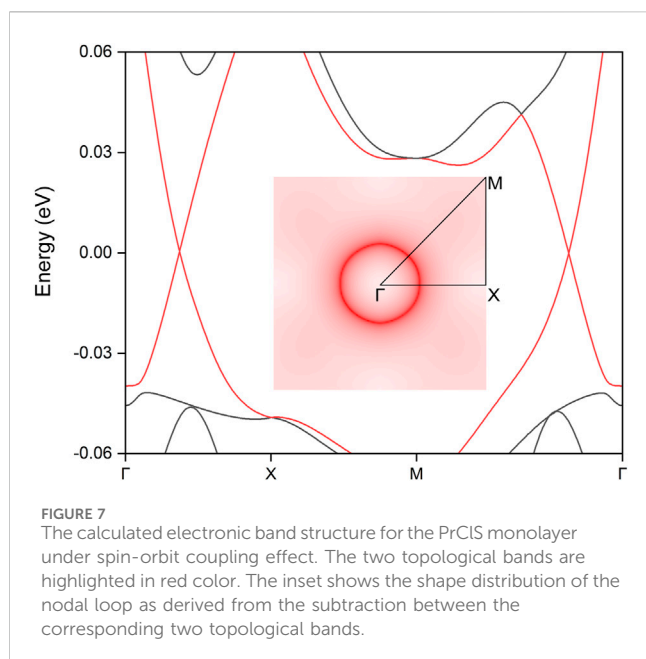 0.06
0.03
0.00
-0.03
-0.06
Energy (eV)
M
Γ
X
Γ X M Γ
FIGURE 7
The calculated electronic band structure for the PrClS monolayer
under spin-orbit coupling effect. The two topological bands are
highlighted in red color. The inset shows the shape distribution of the
nodal loop as derived from the subtraction between the
corresponding two topological bands.